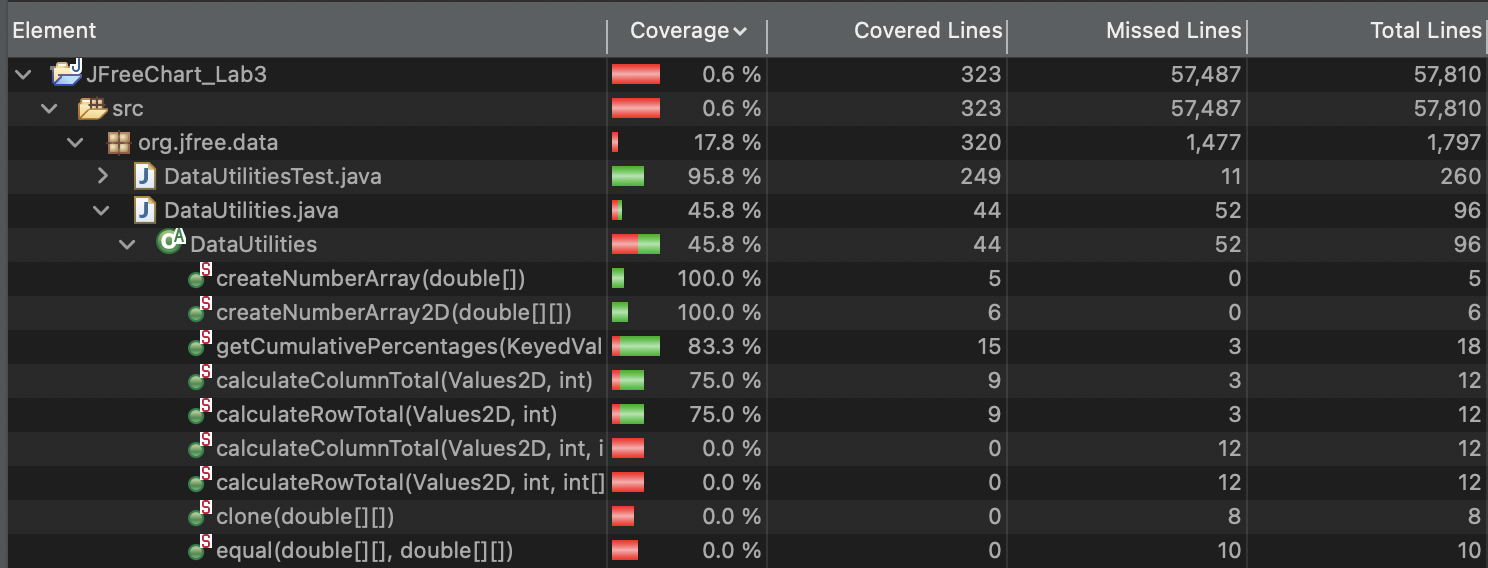 Element Coverage Covered Lines Missed Lines Total Lines
JFreeChart_Lab3 0.6 % 323 57,487 57,810
src 0.6 % 323 57,487 57,810
org.jfree.data 17.8 % 320 1,477 1,797
DataUtilitiesTest.java 95.8 % 249 11 260
DataUtilities.java 45.8 % 44 52 96
DataUtilities 45.8 % 44 52 96
createNumberArray(double[]) 100.0 % 5 0 5
createNumberArray2D(double[][]) 100.0 % 6 0 6
getCumulativePercentages(KeyedVal 83.3 % 15 3 18
calculateColumnTotal(Values2D, int) 75.0 % 9 3 12
calculateRowTotal(Values2D, int) 75.0 % 9 3 12
calculateColumnTotal(Values2D, int, i 0.0 % 0 12 12
calculateRowTotal(Values2D, int, int[] 0.0 % 0 12 12
clone(double[][]) 0.0 % 0 8 8
equal(double[][], double[][]) 0.0 % 0 10 10